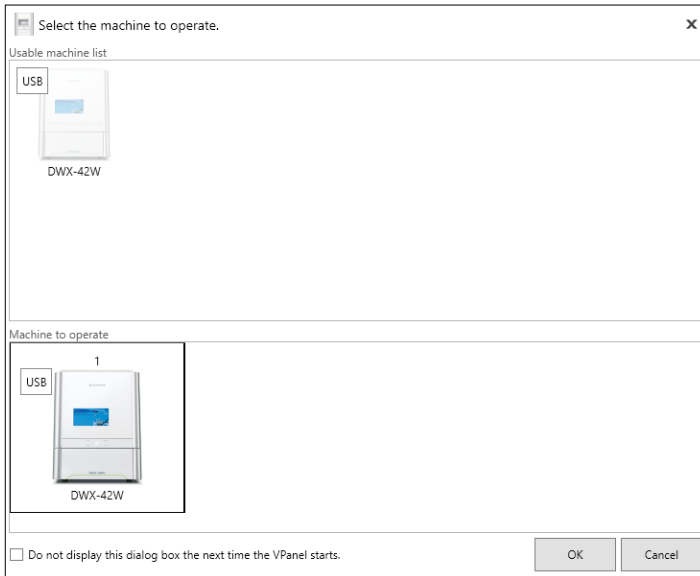 Select the machine to operate.
Usable machine list
USB
DWX-42W
Machine to operate
1
USB
DWX-42W
Do not display this dialog box the next time the VPanel starts.
OK
Cancel